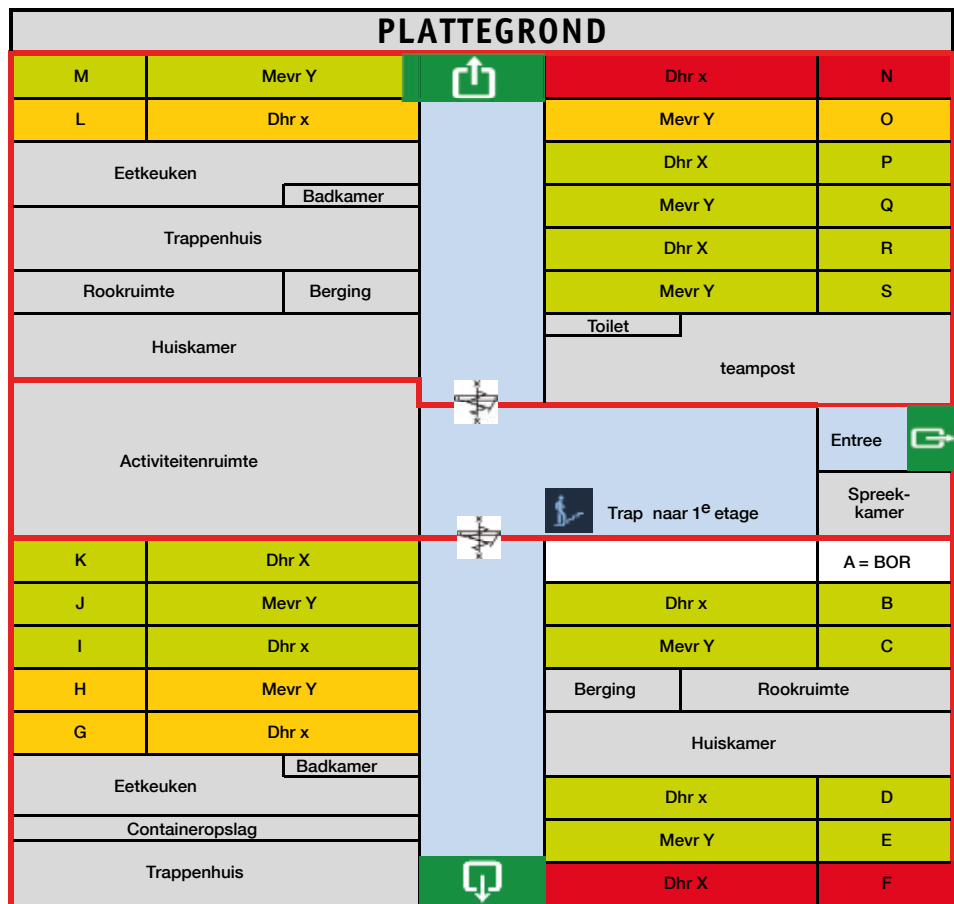 PLATTEGROND
M Mevr Y Dhr x N
L Dhr x Mevr Y O
Eetkeuken Dhr X P
Badkamer Mevr Y Q
Trappenhuis Dhr X R
Rookruimte Berging Mevr Y S
Toilet
Huiskamer
teampost
Entree
Activiteitenruimte
Spreek-
kamer
Trap naar 1e etage
K Dhr X A = BOR
J Mevr Y Dhr x B
I Dhr x Mevr Y C
H Mevr Y Berging Rookruimte
G Dhr x
Huiskamer
Badkamer
Eetkeuken
Dhr x D
Containeropslag
Mevr Y E
Trappenhuis
Dhr X F